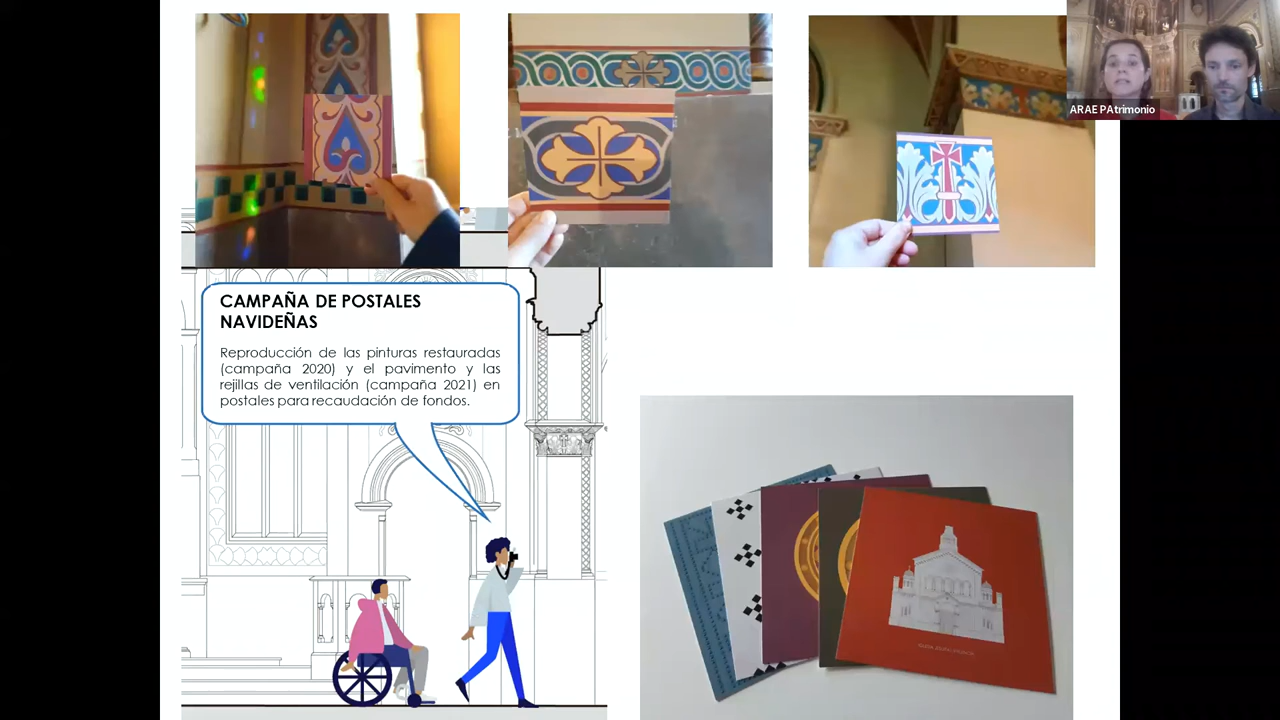 ARAE PAtrimonio
CAMPAÑA DE POSTALES
NAVIDEÑAS
Reproducción de las pinturas restauradas
(campaña 2020) y el pavimento y las
rejillas de ventilación (campaña 2021) en
postales para recaudación de fondos.